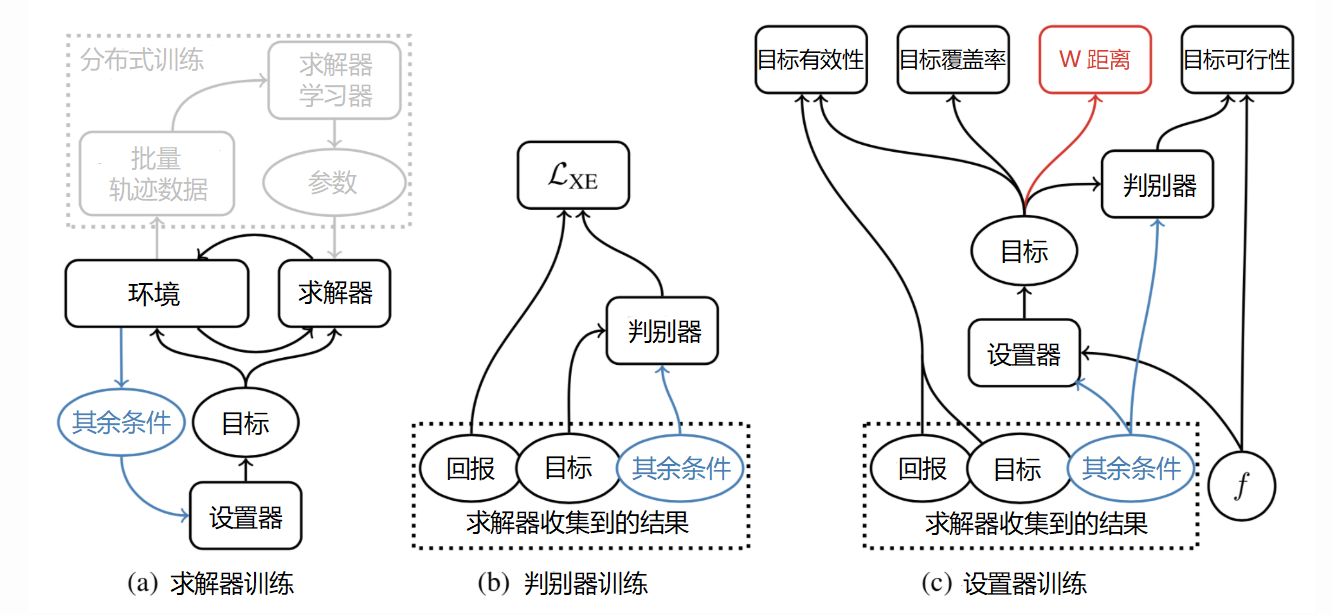 分布式训练
求解器
学习器
批量
轨迹数据
参数
环境
求解器
其余条件
目标
设置器
(a) 求解器训练
ℒXE
判别器
回报
目标
其余条件
求解器收集到的结果
(b) 判别器训练
目标有效性
目标覆盖率
W 距离
目标可行性
判别器
目标
设置器
回报
目标
其余条件
f
求解器收集到的结果
(c) 设置器训练